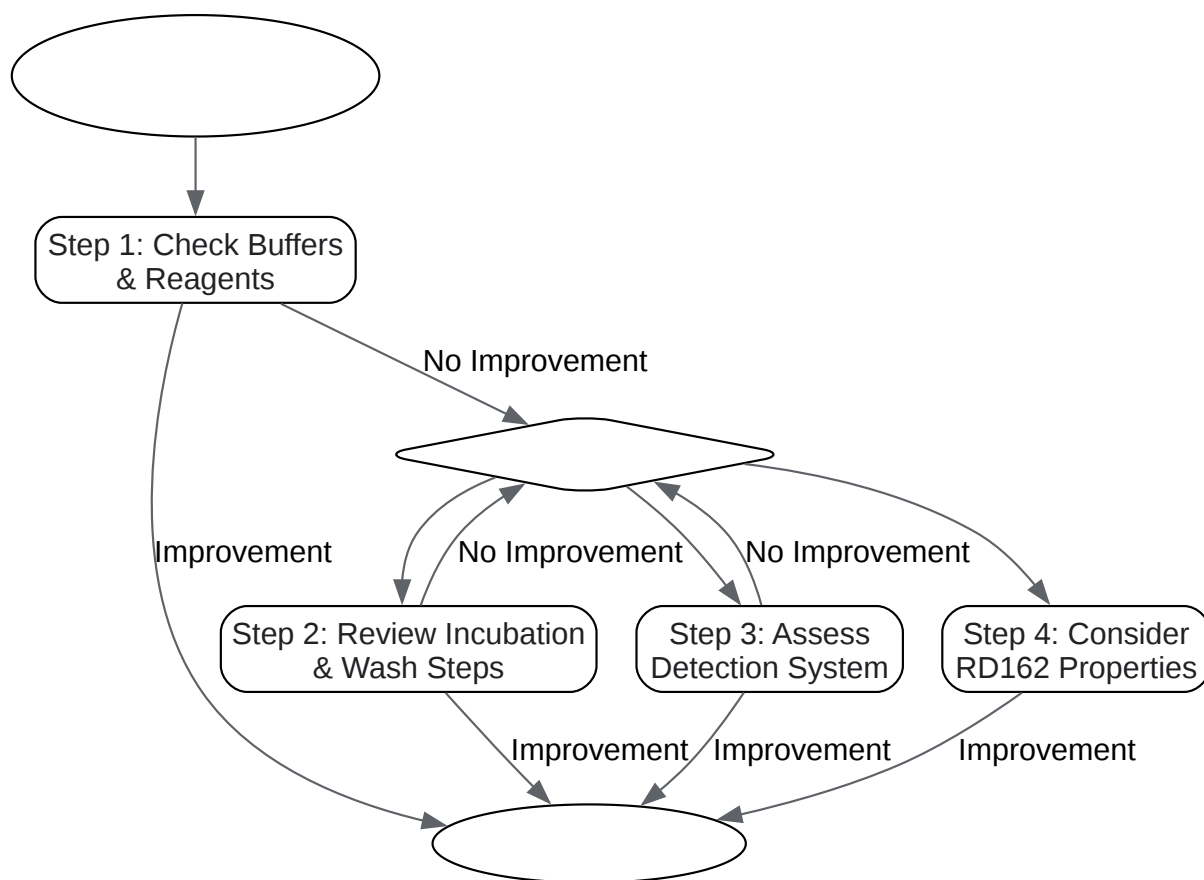 Step 1: Check Buffers
& Reagents
No Improvement
Improvement
No Improvement
No Improvement
Step 2: Review Incubation
& Wash Steps
Step 3: Assess
Detection System
Step 4: Consider
RD162 Properties
Improvement
Improvement
Improvement